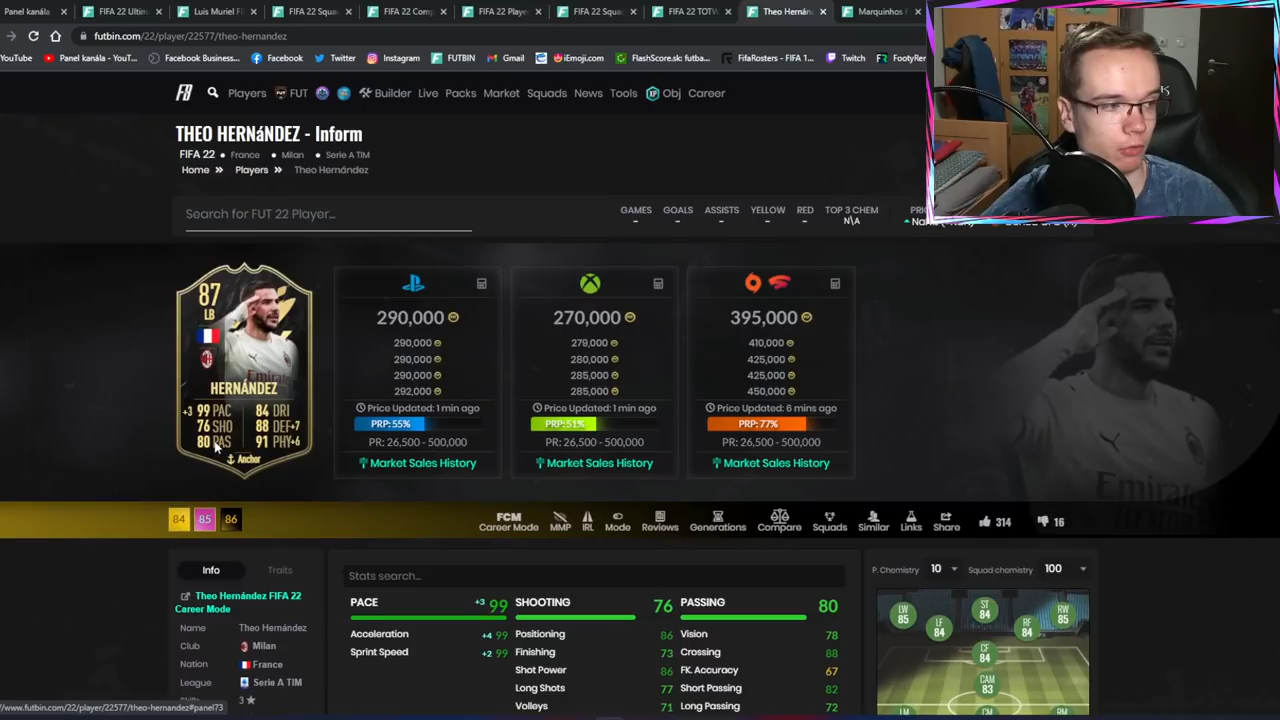 FIFA 22 Ultim
Luis Muriel FI
FIFA 22 Squa
FIFA 22 Com
FIFA 22 Playe
FIFA 22 Squa
FIFA 22 TOTW
Theo Hernán
Marquinhos
futbin.com/22/player/22577/theo-hernandez
YouTube
Panel kanála - YouT...
Facebook Business...
Facebook
Twitter
Instagram
FUTBIN
Gmail
iEmoji.com
FlashScore.sk: futba...
FifaRosters - FIFA 1...
Twitch
FootyRen
Players
FUT
Builder
Live
Packs
Market
Squads
News
Tools
Obj
Career
THEO HERNáNDEZ - Inform
FIFA 22
France
Milan
Serie A TIM
Home
Players
Theo Hernández
Search for FUT 22 Player...
GAMES
GOALS
ASSISTS
YELLOW
RED
TOP 3 CHEM
-
-
-
-
-
N\A
87
LB
HERNÁNDEZ
+3 99 PAC 84 DRI
76 SHO 88 DEF+7
80 PAS 91 PHY+6
Anchor
290,000
290,000
290,000
290,000
292,000
Price Updated: 1 min ago
PRP: 55%
PR: 26,500 - 500,000
Market Sales History
270,000
279,000
280,000
285,000
285,000
Price Updated: 1 min ago
PRP: 51%
PR: 26,500 - 500,000
Market Sales History
395,000
410,000
425,000
425,000
450,000
Price Updated: 6 mins ago
PRP: 77%
PR: 26,500 - 500,000
Market Sales History
84
85
86
FCM
Career Mode
MMP
IRL
Mode
Reviews
Generations
Compare
Squads
Similar
Links
Share
314
16
Info
Traits
Theo Hernández FIFA 22
Career Mode
Name Theo Hernández
Club Milan
Nation France
League Serie A TIM
3
Stats search...
PACE +3 99
Acceleration +4 99
Sprint Speed +2 99
SHOOTING 76
Positioning 86
Finishing 73
Shot Power 86
Long Shots 77
Volleys 71
PASSING 80
Vision 78
Crossing 88
FK. Accuracy 67
Short Passing 82
Long Passing 72
P. Chemistry 10
Squad chemistry 100
ST
84
LW
85
RW
85
LF
84
RF
84
CF
84
CAM
83
LM
CM
RM
www.futbin.com/22/player/22577/theo-hernandez#panel73